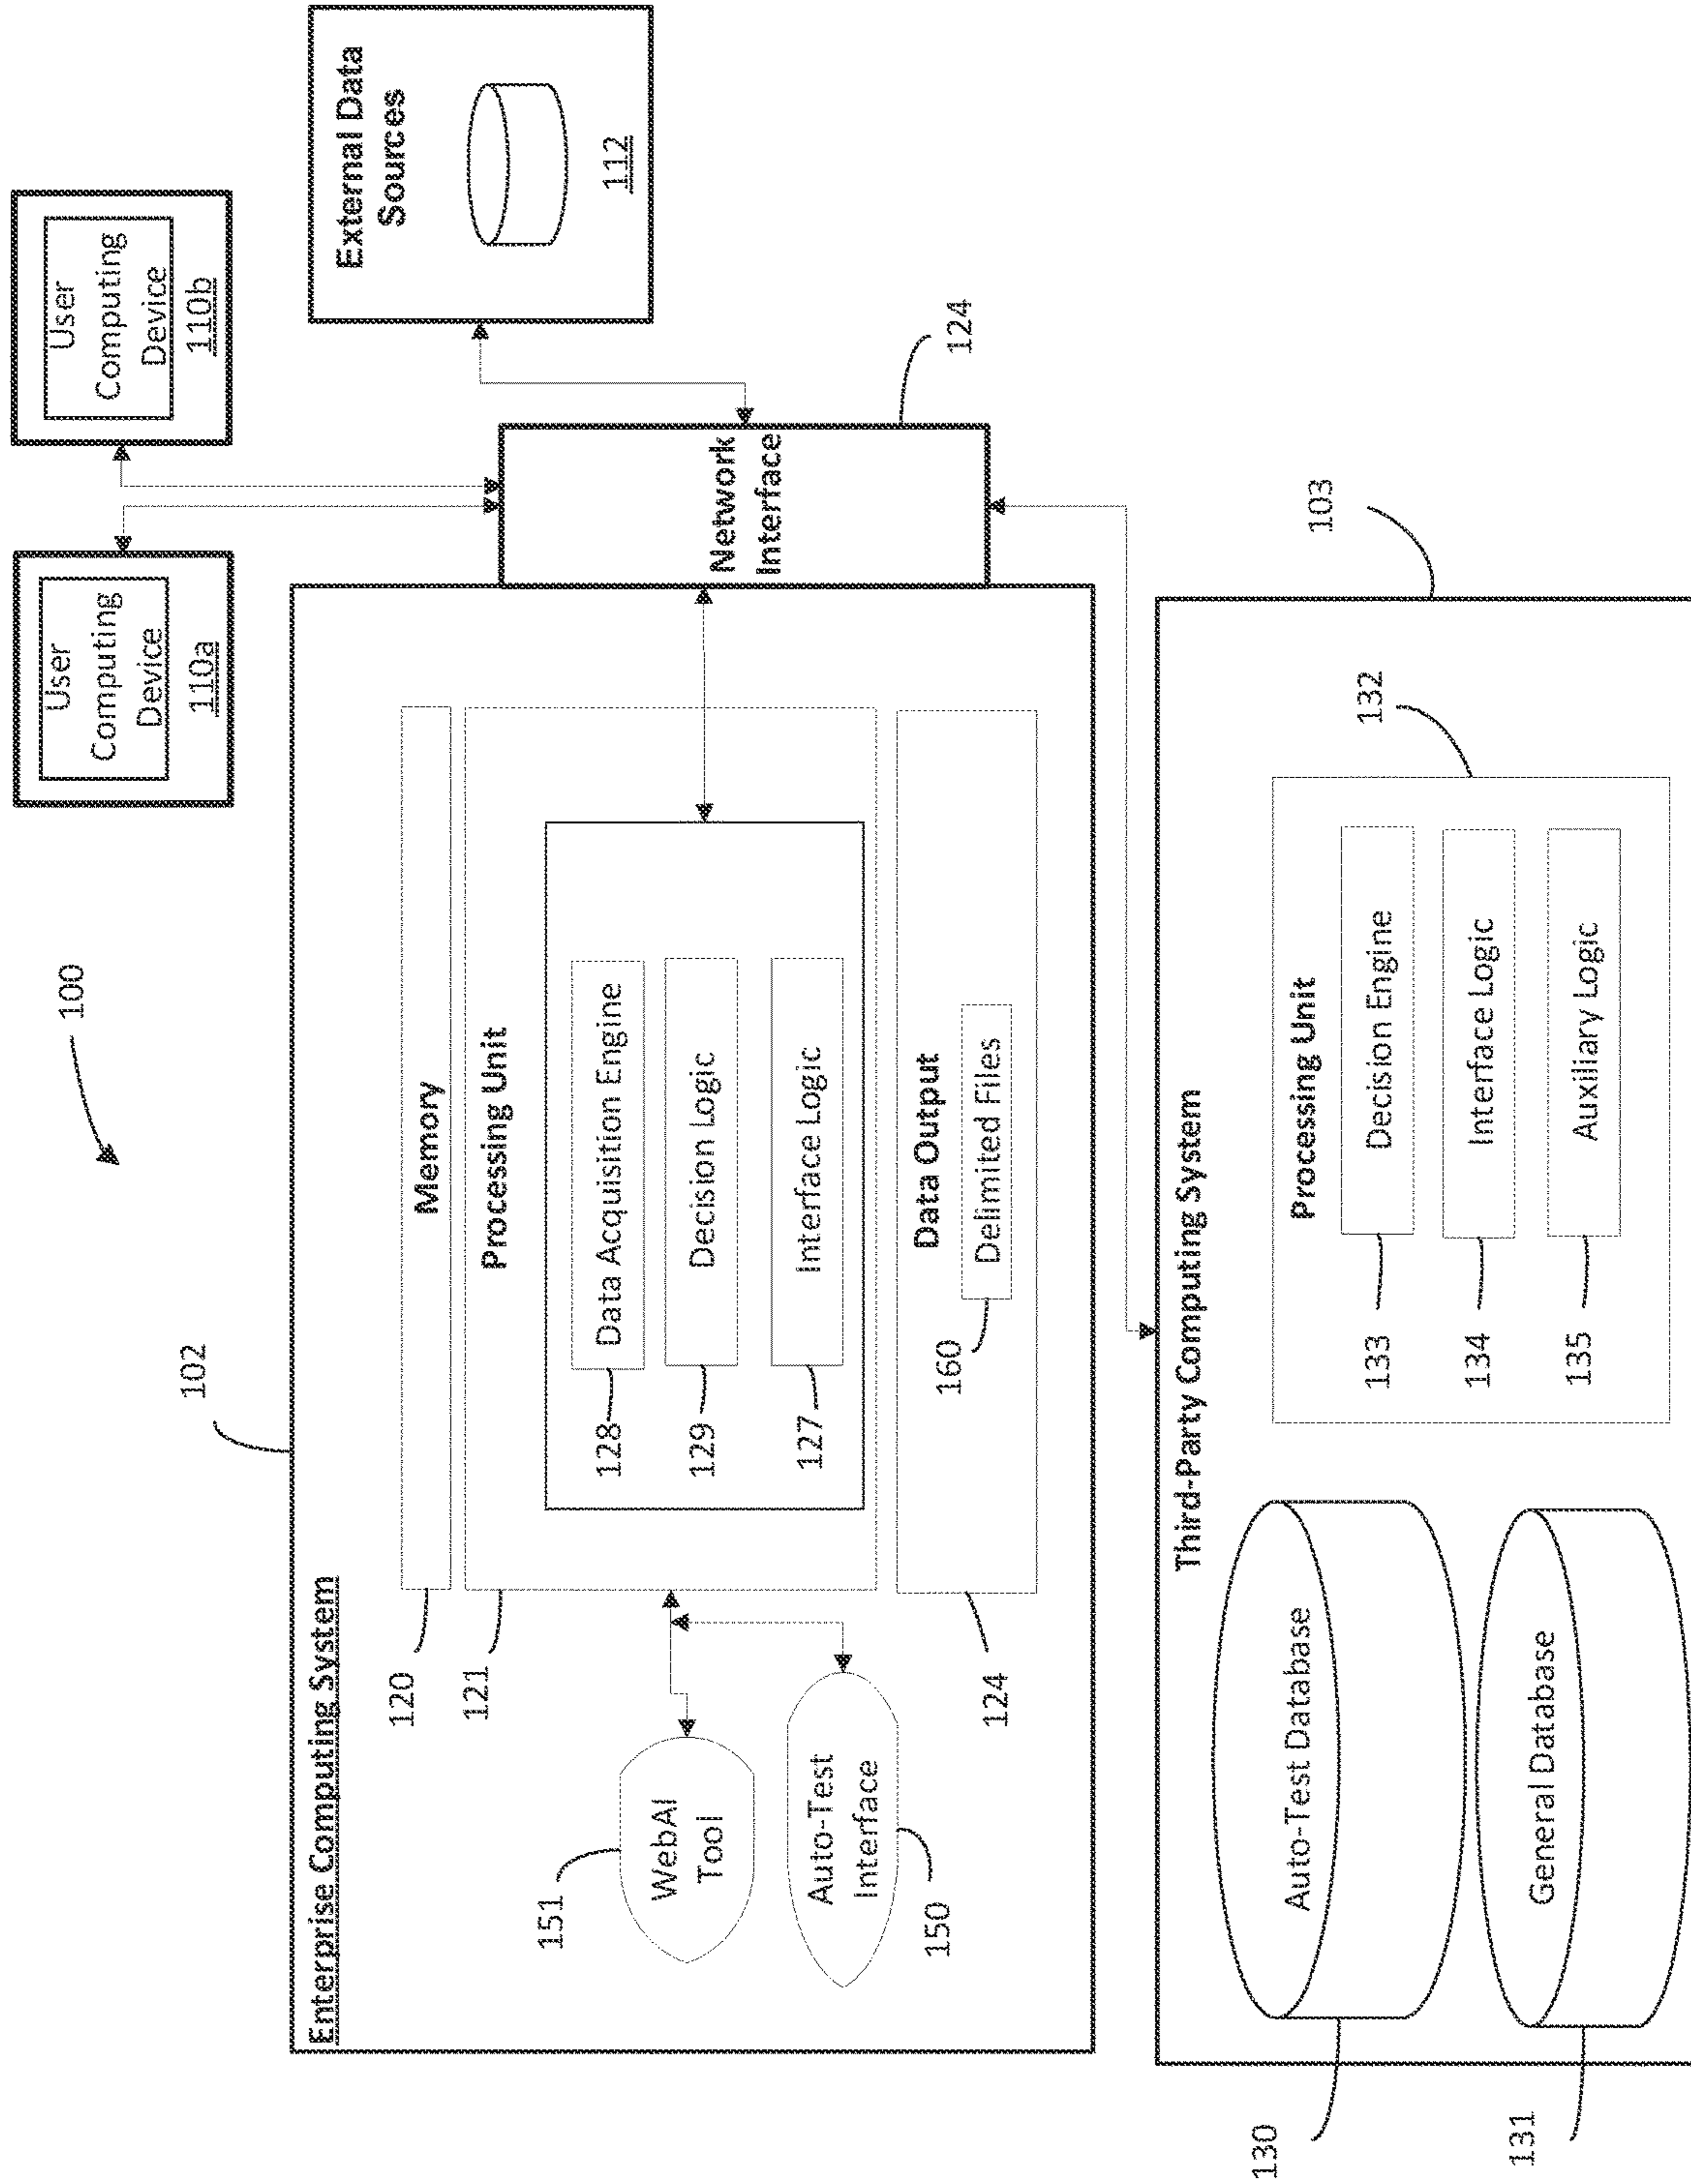 100
102
Enterprise Computing System
120
Memory
121
Processing Unit
128
Data Acquisition Engine
129
Decision Logic
127
Interface Logic
151
WebAI
Tool
Auto-Test
Interface
150
124
Data Output
160
Delimited Files
User
Computing
Device
110a
User
Computing
Device
110b
External Data
Sources
112
Network
Interface
124
Third-Party Computing System
103
130
Auto-Test Database
131
General Database
Processing Unit
132
133
Decision Engine
134
Interface Logic
135
Auxiliary Logic